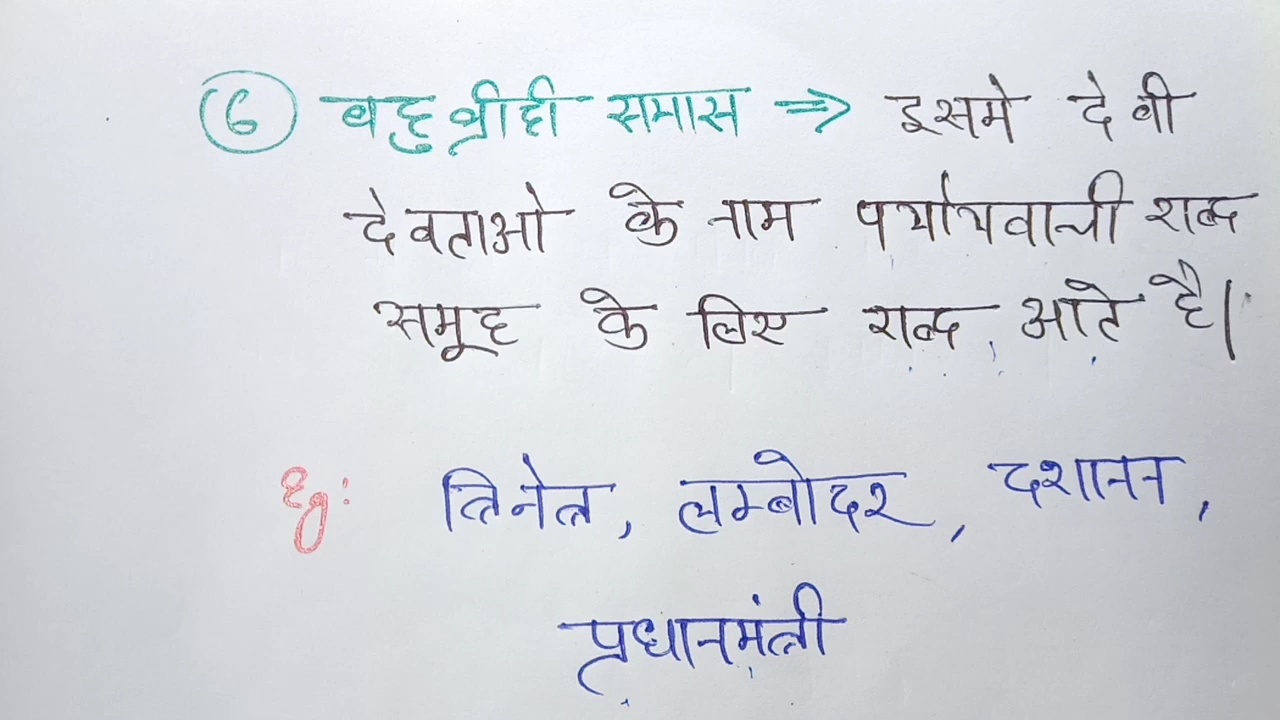 6 बहुव्रीही समास ⇒ इसमे देवी
देवताओ के नाम पर्यायवाची शब्द
समूह के लिए शब्द आते है।
eg: त्रिनेत्र, लम्बोदर, दशानन,
प्रधानमंत्री